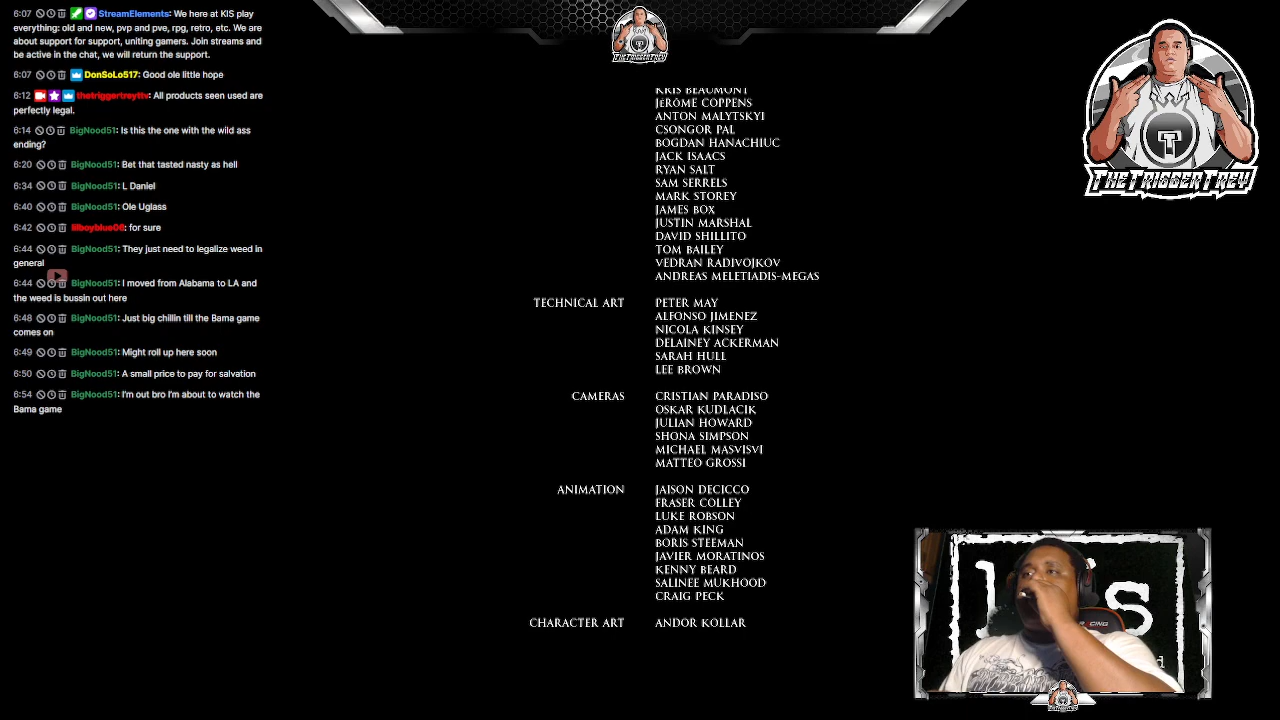 6:07 StreamElements: We here at KIS play
everything: old and new, pvp and pve, rpg, retro, etc. We are
about support for support, uniting gamers. Join streams and
be active in the chat, we will return the support.
6:07 DonSoLo517: Good ole little hope
6:12 thetriggertreyttv: All products seen used are
perfectly legal.
6:14 BigNood51: Is this the one with the wild ass
ending?
6:20 BigNood51: Bet that tasted nasty as hell
6:34 BigNood51: L Daniel
6:40 BigNood51: Ole Uglass
6:42 lilboyblue06: for sure
6:44 BigNood51: They just need to legalize weed in
general
6:44 BigNood51: I moved from Alabama to LA and
the weed is bussin out here
6:48 BigNood51: Just big chillin till the Bama game
comes on
6:49 BigNood51: Might roll up here soon
6:50 BigNood51: A small price to pay for salvation
6:54 BigNood51: I'm out bro I'm about to watch the
Bama game
KRIS BEAUMONT
JéRôME COPPENS
ANTON MALYTSKYI
CSONGOR PAL
BOGDAN HANACHIUC
JACK ISAACS
RYAN SALT
SAM SERRELS
MARK STOREY
JAMES BOX
JUSTIN MARSHAL
DAVID SHILLITO
TOM BAILEY
VEDRAN RADIVOJKOV
ANDREAS MELETIADIS-MEGAS
TECHNICAL ART PETER MAY
ALFONSO JIMENEZ
NICOLA KINSEY
DELAINEY ACKERMAN
SARAH HULL
LEE BROWN
CAMERAS CRISTIAN PARADISO
OSKAR KUDLACIK
JULIAN HOWARD
SHONA SIMPSON
MICHAEL MASVISVI
MATTEO GROSSI
ANIMATION JAISON DECICCO
FRASER COLLEY
LUKE ROBSON
ADAM KING
BORIS STEEMAN
JAVIER MORATINOS
KENNY BEARD
SALINEE MUKHOOD
CRAIG PECK
CHARACTER ART ANDOR KOLLAR
THETRIGGERTREY
T